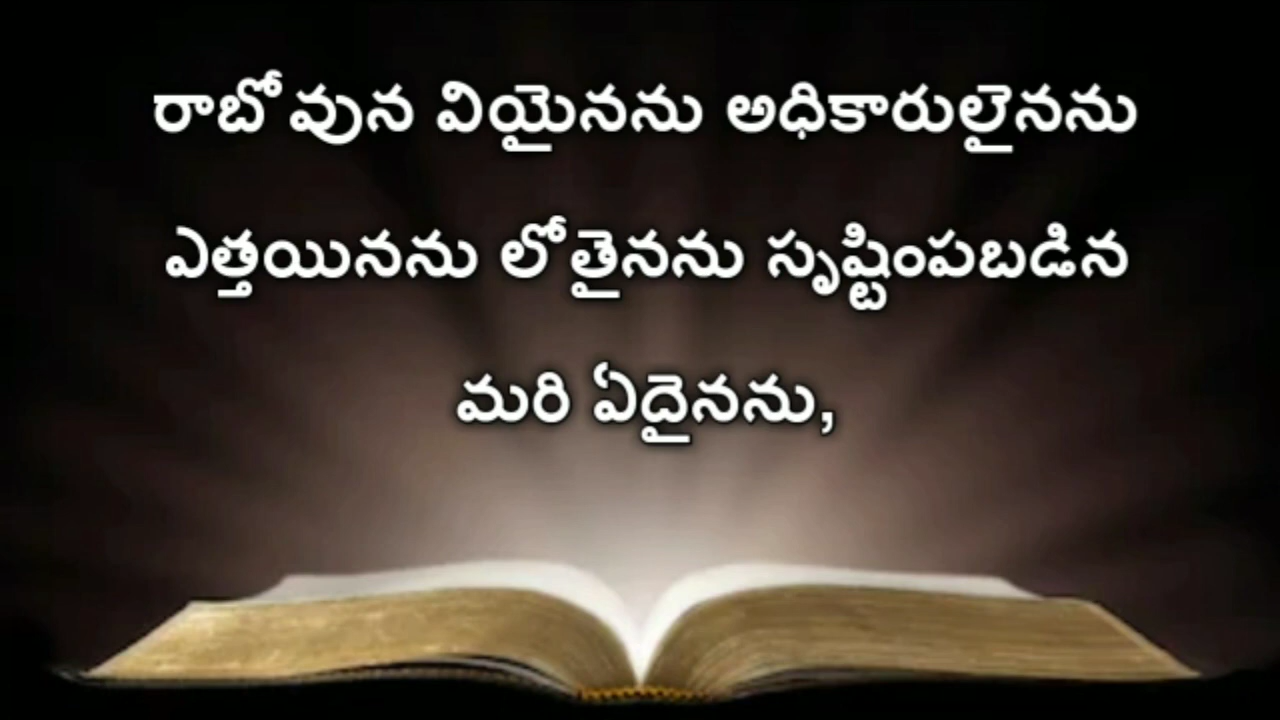 రాబోవున వియైనను అధికారులైనను
ఎత్తయినను లోతైనను సృష్టింపబడిన
మరి ఏదైనను,